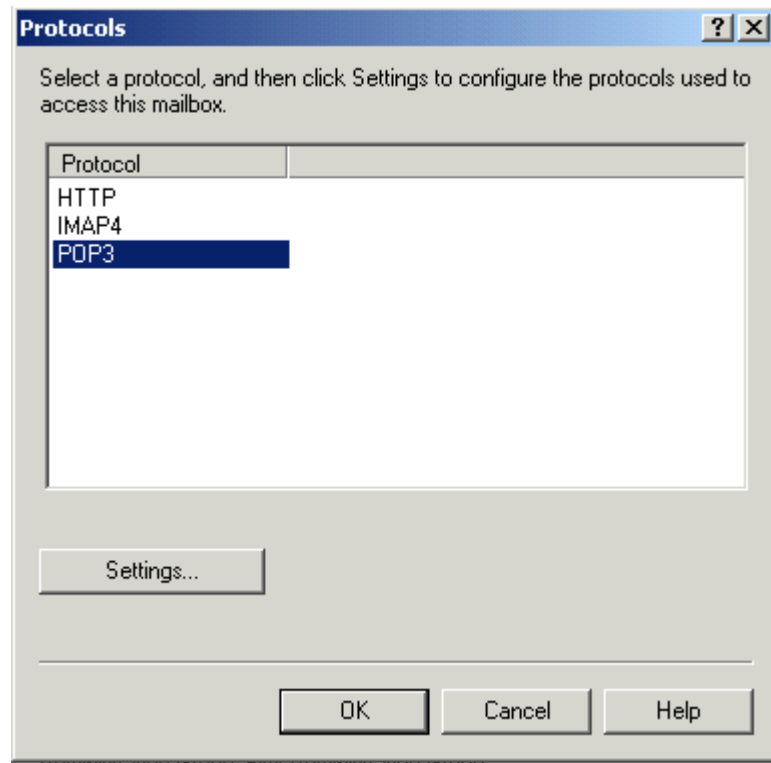 Protocols
Select a protocol, and then click Settings to configure the protocols used to
access this mailbox.
Protocol
HTTP
IMAP4
POP3
Settings...
OK Cancel Help